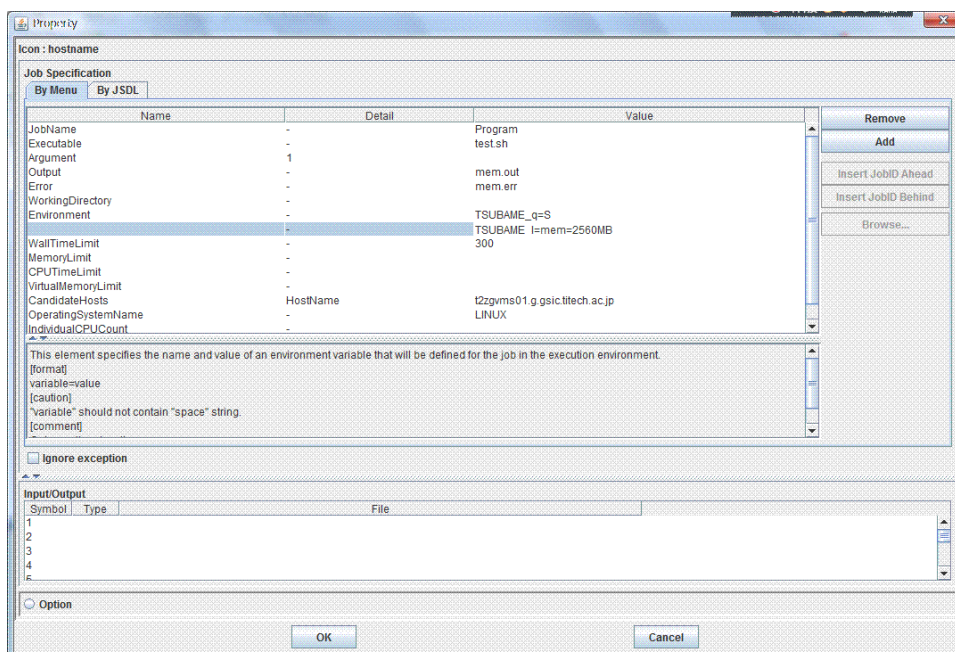 Property
Icon : hostname
Job Specification
By Menu By JSDL
Name Detail Value
JobName - Program
Executable - test.sh
Argument 1
Output - mem.out
Error - mem.err
WorkingDirectory -
Environment - TSUBAME_q=S
- TSUBAME_l=mem=2560MB
WallTimeLimit - 300
MemoryLimit -
CPUTimeLimit -
VirtualMemoryLimit -
CandidateHosts HostName t2zgvms01.g.gsic.titech.ac.jp
OperatingSystemName - LINUX
IndividualCPUCount -
Remove
Add
Insert JobID Ahead
Insert JobID Behind
Browse...
This element specifies the name and value of an environment variable that will be defined for the job in the execution environment.
[format]
variable=value
[caution]
"variable" should not contain "space" string.
[comment]
Ignore exception
Input/Output
Symbol Type File
1
2
3
4
5
Option
OK Cancel